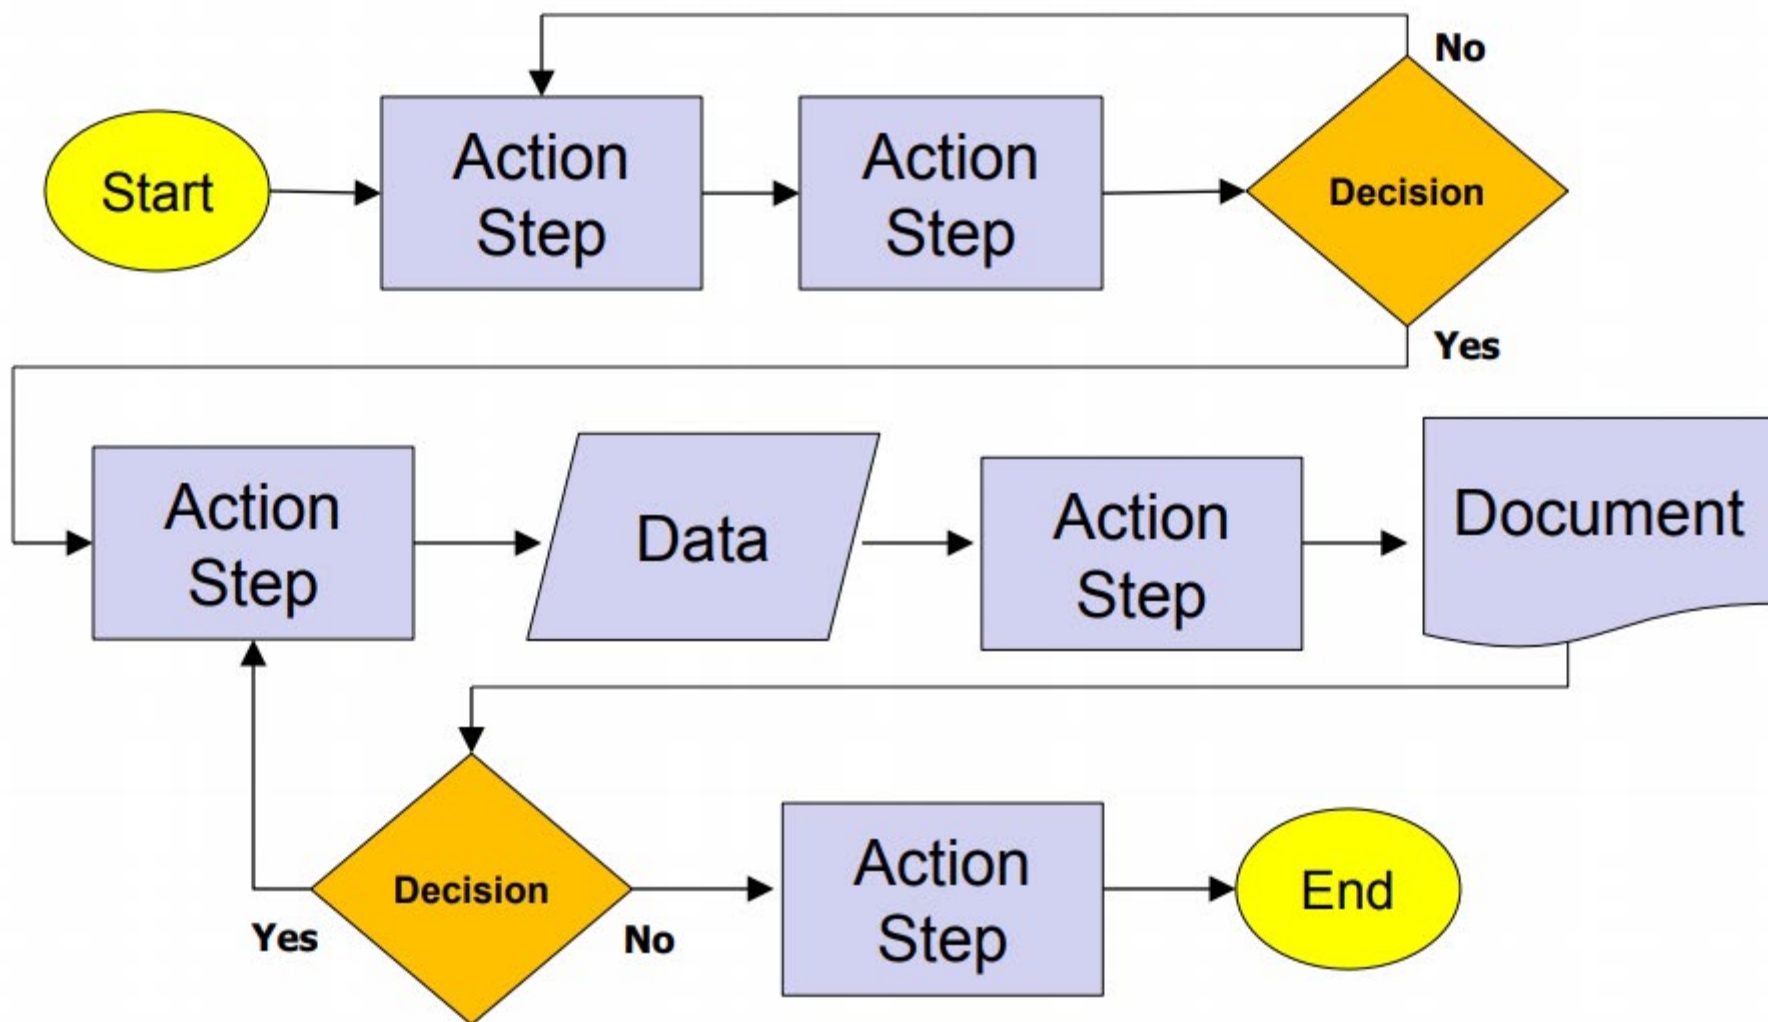 No
Start
Action
Step
Action
Step
Decision
Yes
Action
Step
Data
Action
Step
Document
Decision
Yes
No
Action
Step
End